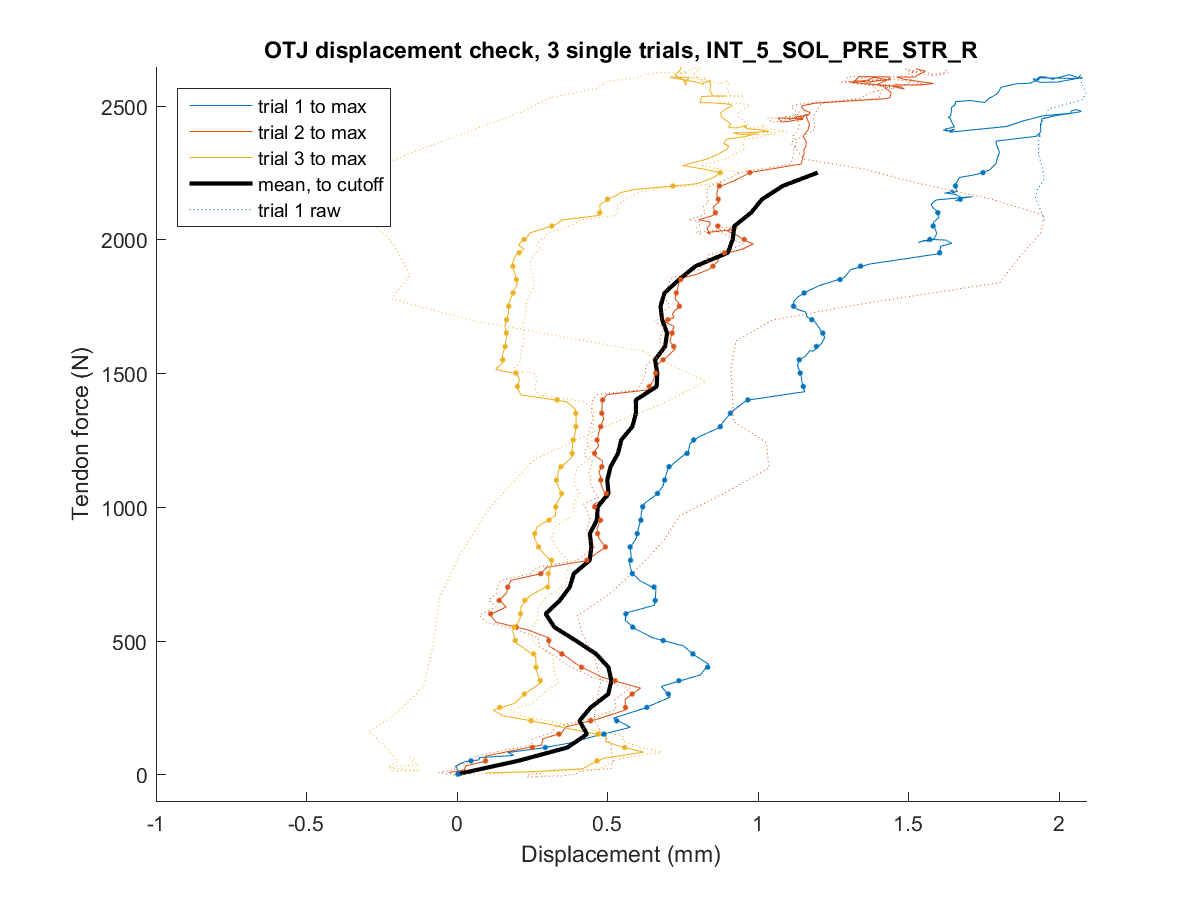 OTJ displacement check, 3 single trials, INT_5_SOL_PRE_STR_R
trial 1 to max
trial 2 to max
trial 3 to max
mean, to cutoff
trial 1 raw
2500
2000
1500
1000
500
0
Tendon force (N)
-1
-0.5
0
0.5
1
1.5
2
Displacement (mm)